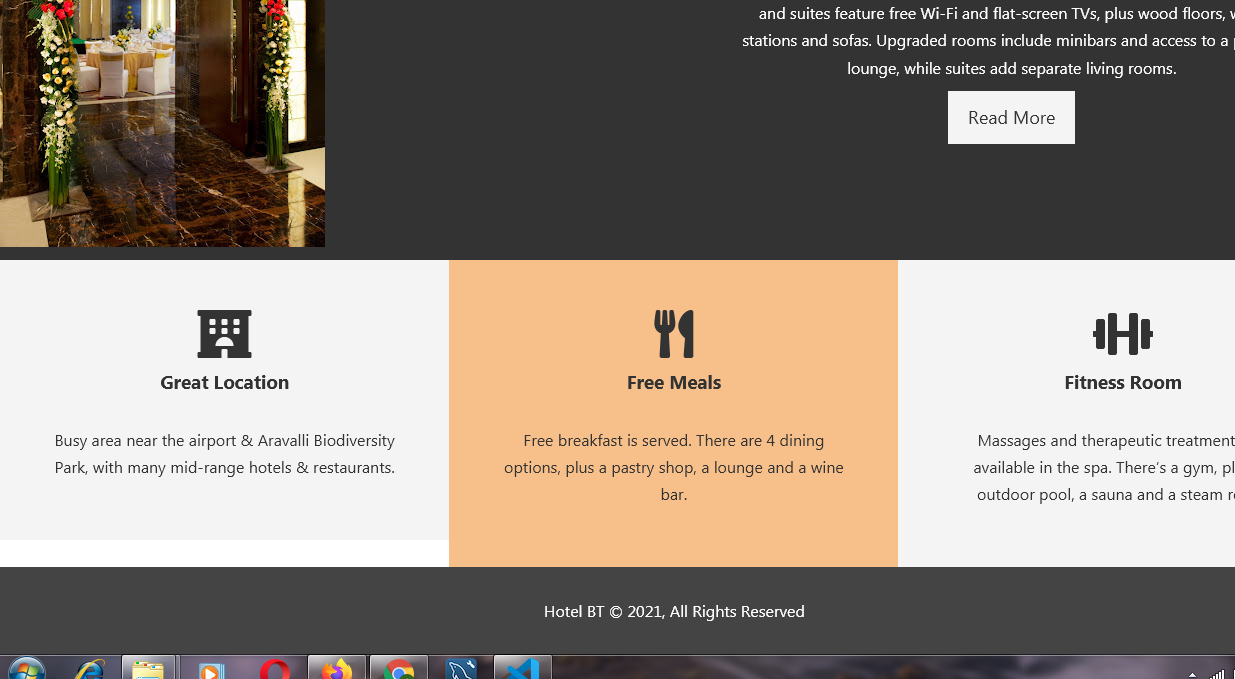 and suites feature free Wi-Fi and flat-screen TVs, plus wood floors,
stations and sofas. Upgraded rooms include minibars and access to a
lounge, while suites add separate living rooms.
Read More
Great Location
Free Meals
Fitness Room
Busy area near the airport & Aravalli Biodiversity
Park, with many mid-range hotels & restaurants.
Free breakfast is served. There are 4 dining
options, plus a pastry shop, a lounge and a wine
bar.
Massages and therapeutic treatment
available in the spa. There's a gym,
outdoor pool, a sauna and a steam
Hotel BT © 2021, All Rights Reserved